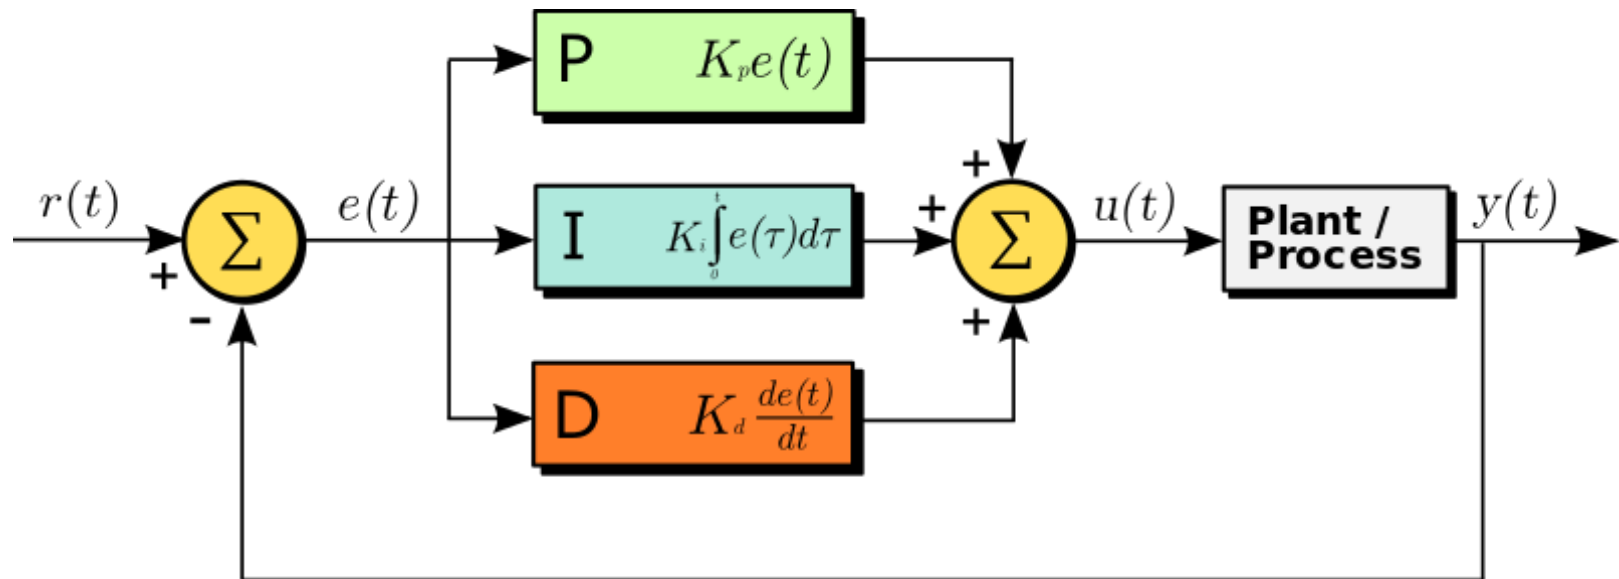 P K_p e(t)
r(t)
+
-
Σ
e(t)
I K_i ∫_0^t e(τ)dτ
D K_d de(t)/dt
+
+
+
Σ
u(t)
Plant /
Process
y(t)